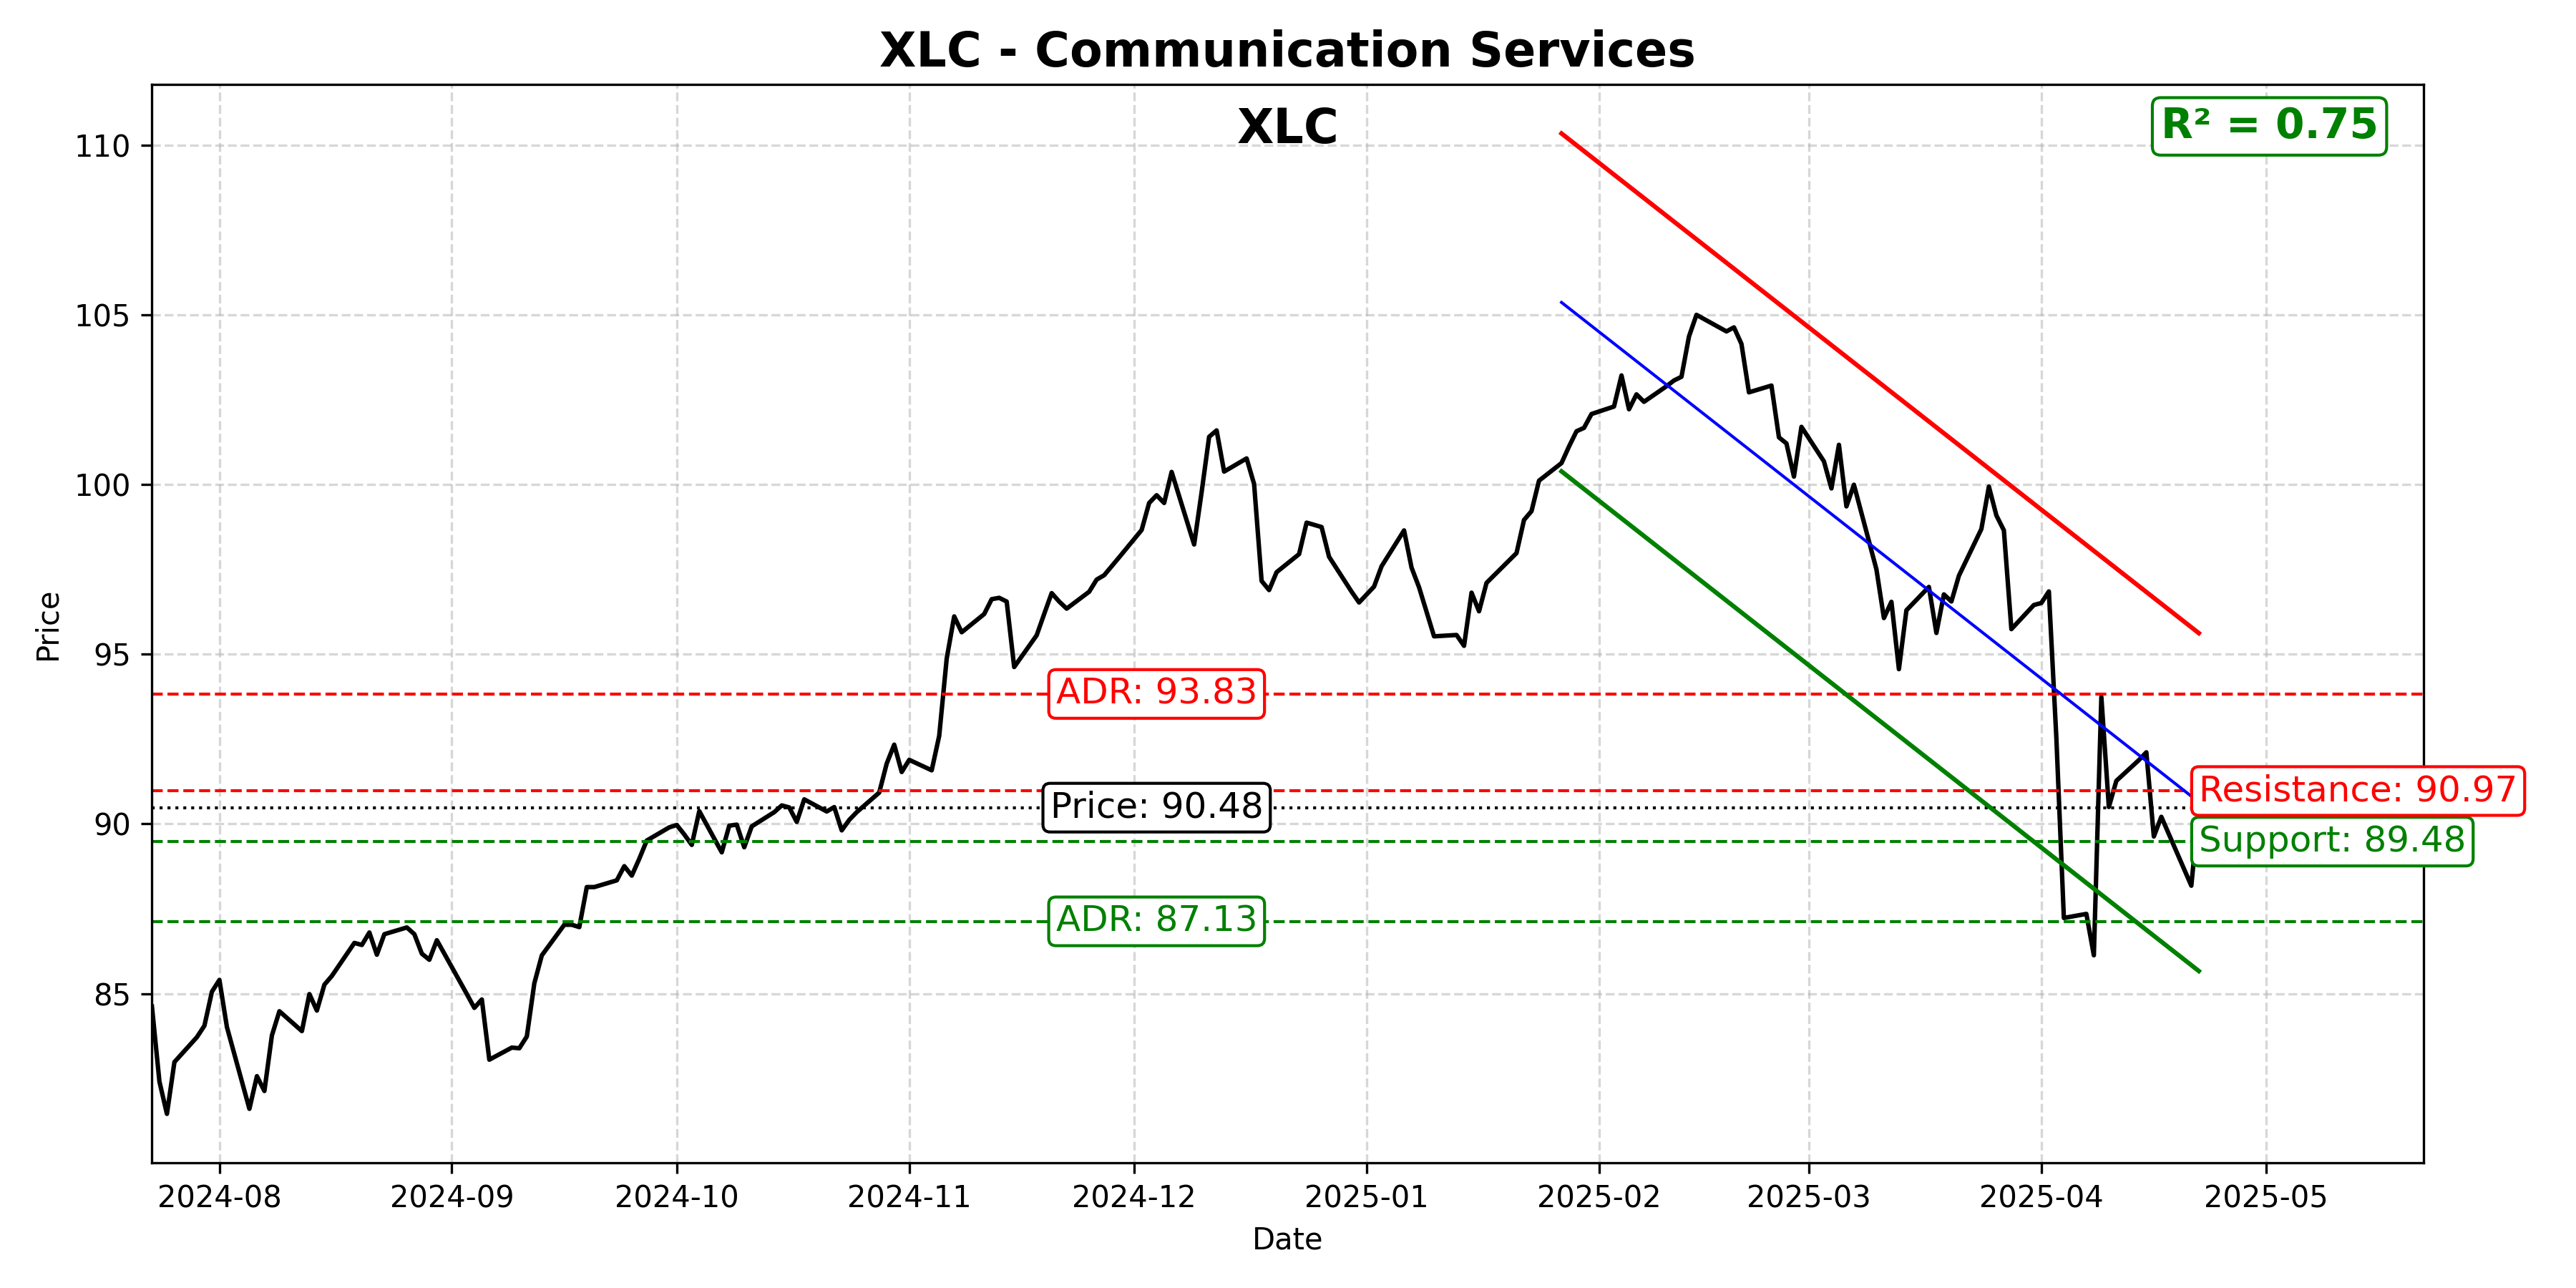 XLC - Communication Services
XLC
R² = 0.75
110
105
100
95
90
85
Price
ADR: 93.83
Price: 90.48
ADR: 87.13
Resistance: 90.97
Support: 89.48
2024-08
2024-09
2024-10
2024-11
2024-12
2025-01
2025-02
2025-03
2025-04
2025-05
Date